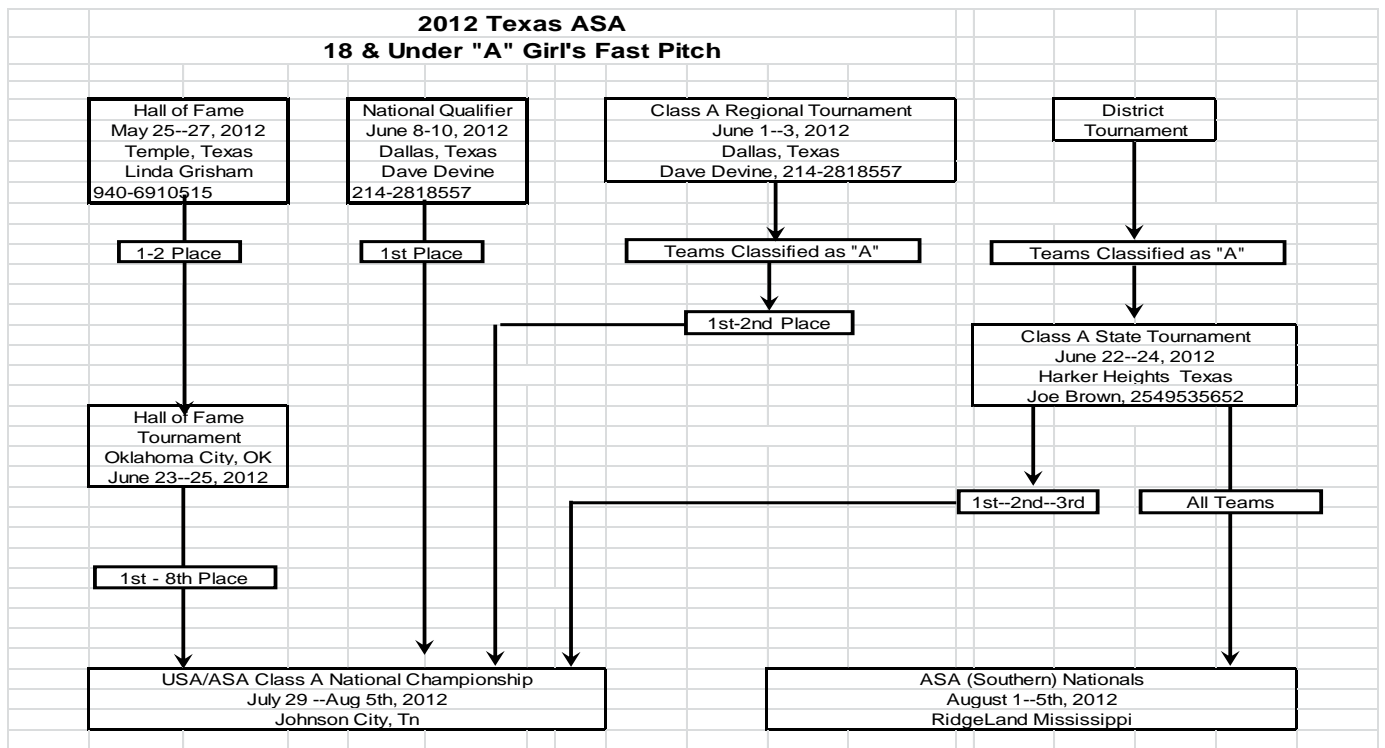 2012 Texas ASA
18 & Under "A" Girl's Fast Pitch
Hall of Fame
May 25--27, 2012
Temple, Texas
Linda Grisham
940-6910515
National Qualifier
June 8-10, 2012
Dallas, Texas
Dave Devine
214-2818557
Class A Regional Tournament
June 1--3, 2012
Dallas, Texas
Dave Devine, 214-2818557
District
Tournament
1-2 Place
1st Place
Teams Classified as "A"
Teams Classified as "A"
1st-2nd Place
Class A State Tournament
June 22--24, 2012
Harker Heights Texas
Joe Brown, 2549535652
Hall of Fame
Tournament
Oklahoma City, OK
June 23--25, 2012
1st--2nd--3rd
All Teams
1st - 8th Place
USA/ASA Class A National Championship
July 29 --Aug 5th, 2012
Johnson City, Tn
ASA (Southern) Nationals
August 1--5th, 2012
RidgeLand Mississippi